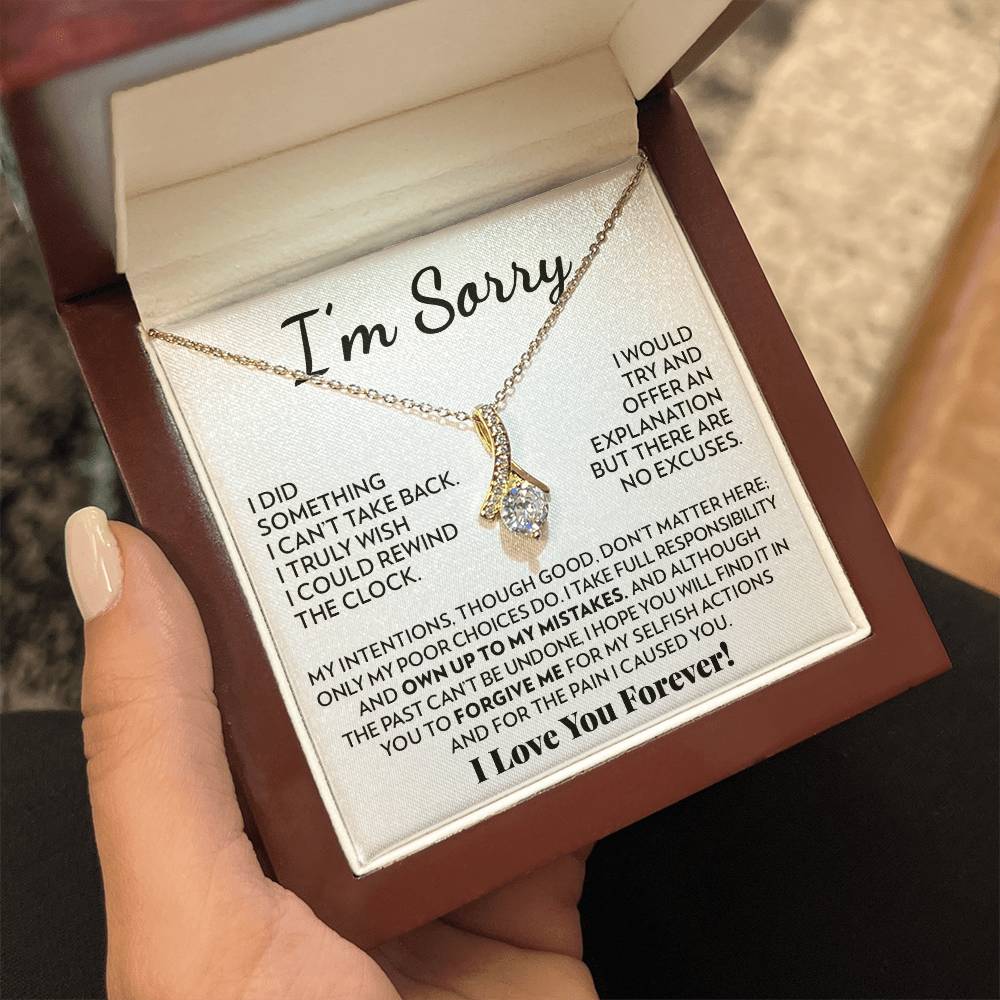 I'm Sorry
I DID
SOMETHING
I CAN'T TAKE BACK.
I TRULY WISH
I COULD REWIND
THE CLOCK.
I WOULD
TRY AND
OFFER AN
EXPLANATION
BUT THERE ARE
NO EXCUSES.
MY INTENTIONS, THOUGH GOOD, DON'T MATTER HERE;
ONLY MY POOR CHOICES DO. I TAKE FULL RESPONSIBILITY
AND OWN UP TO MY MISTAKES, AND ALTHOUGH
THE PAST CAN'T BE UNDONE, I HOPE YOU WILL FIND IT IN
YOU TO FORGIVE ME FOR MY SELFISH ACTIONS
AND FOR THE PAIN I CAUSED YOU.
I Love You Forever!